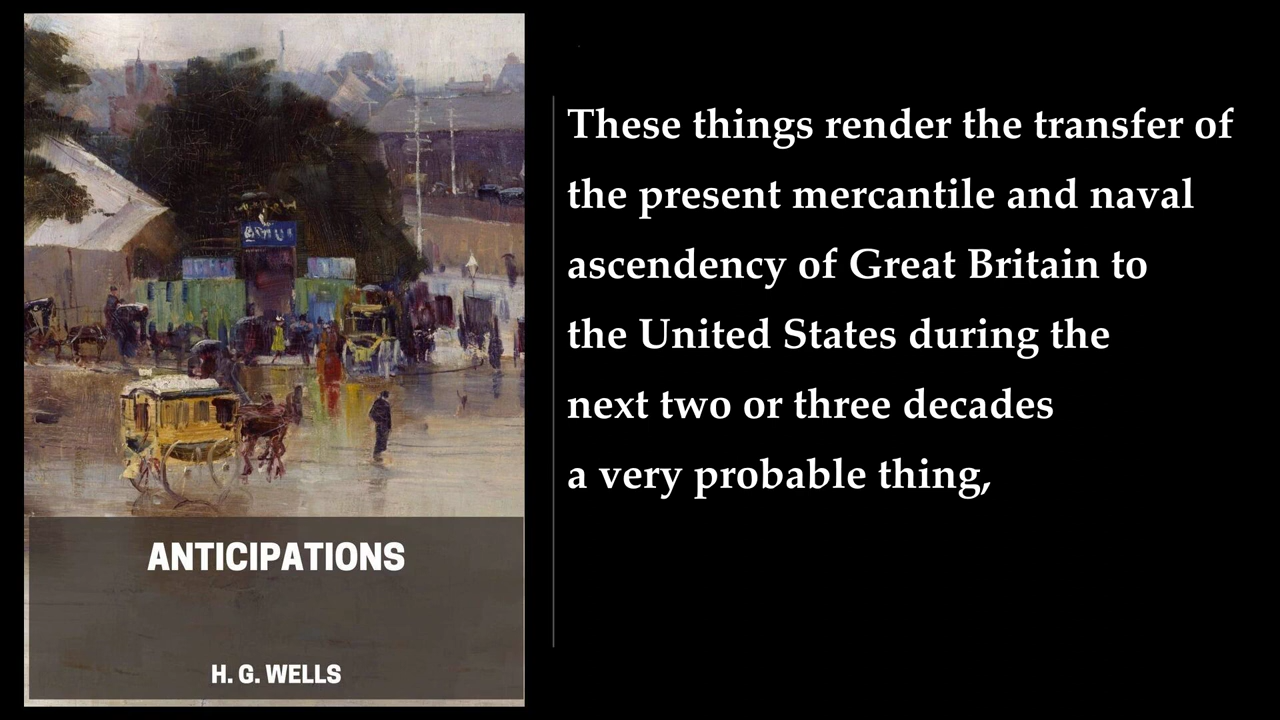 ANTICIPATIONS
H. G. WELLS
These things render the transfer of
the present mercantile and naval
ascendency of Great Britain to
the United States during the
next two or three decades
a very probable thing,